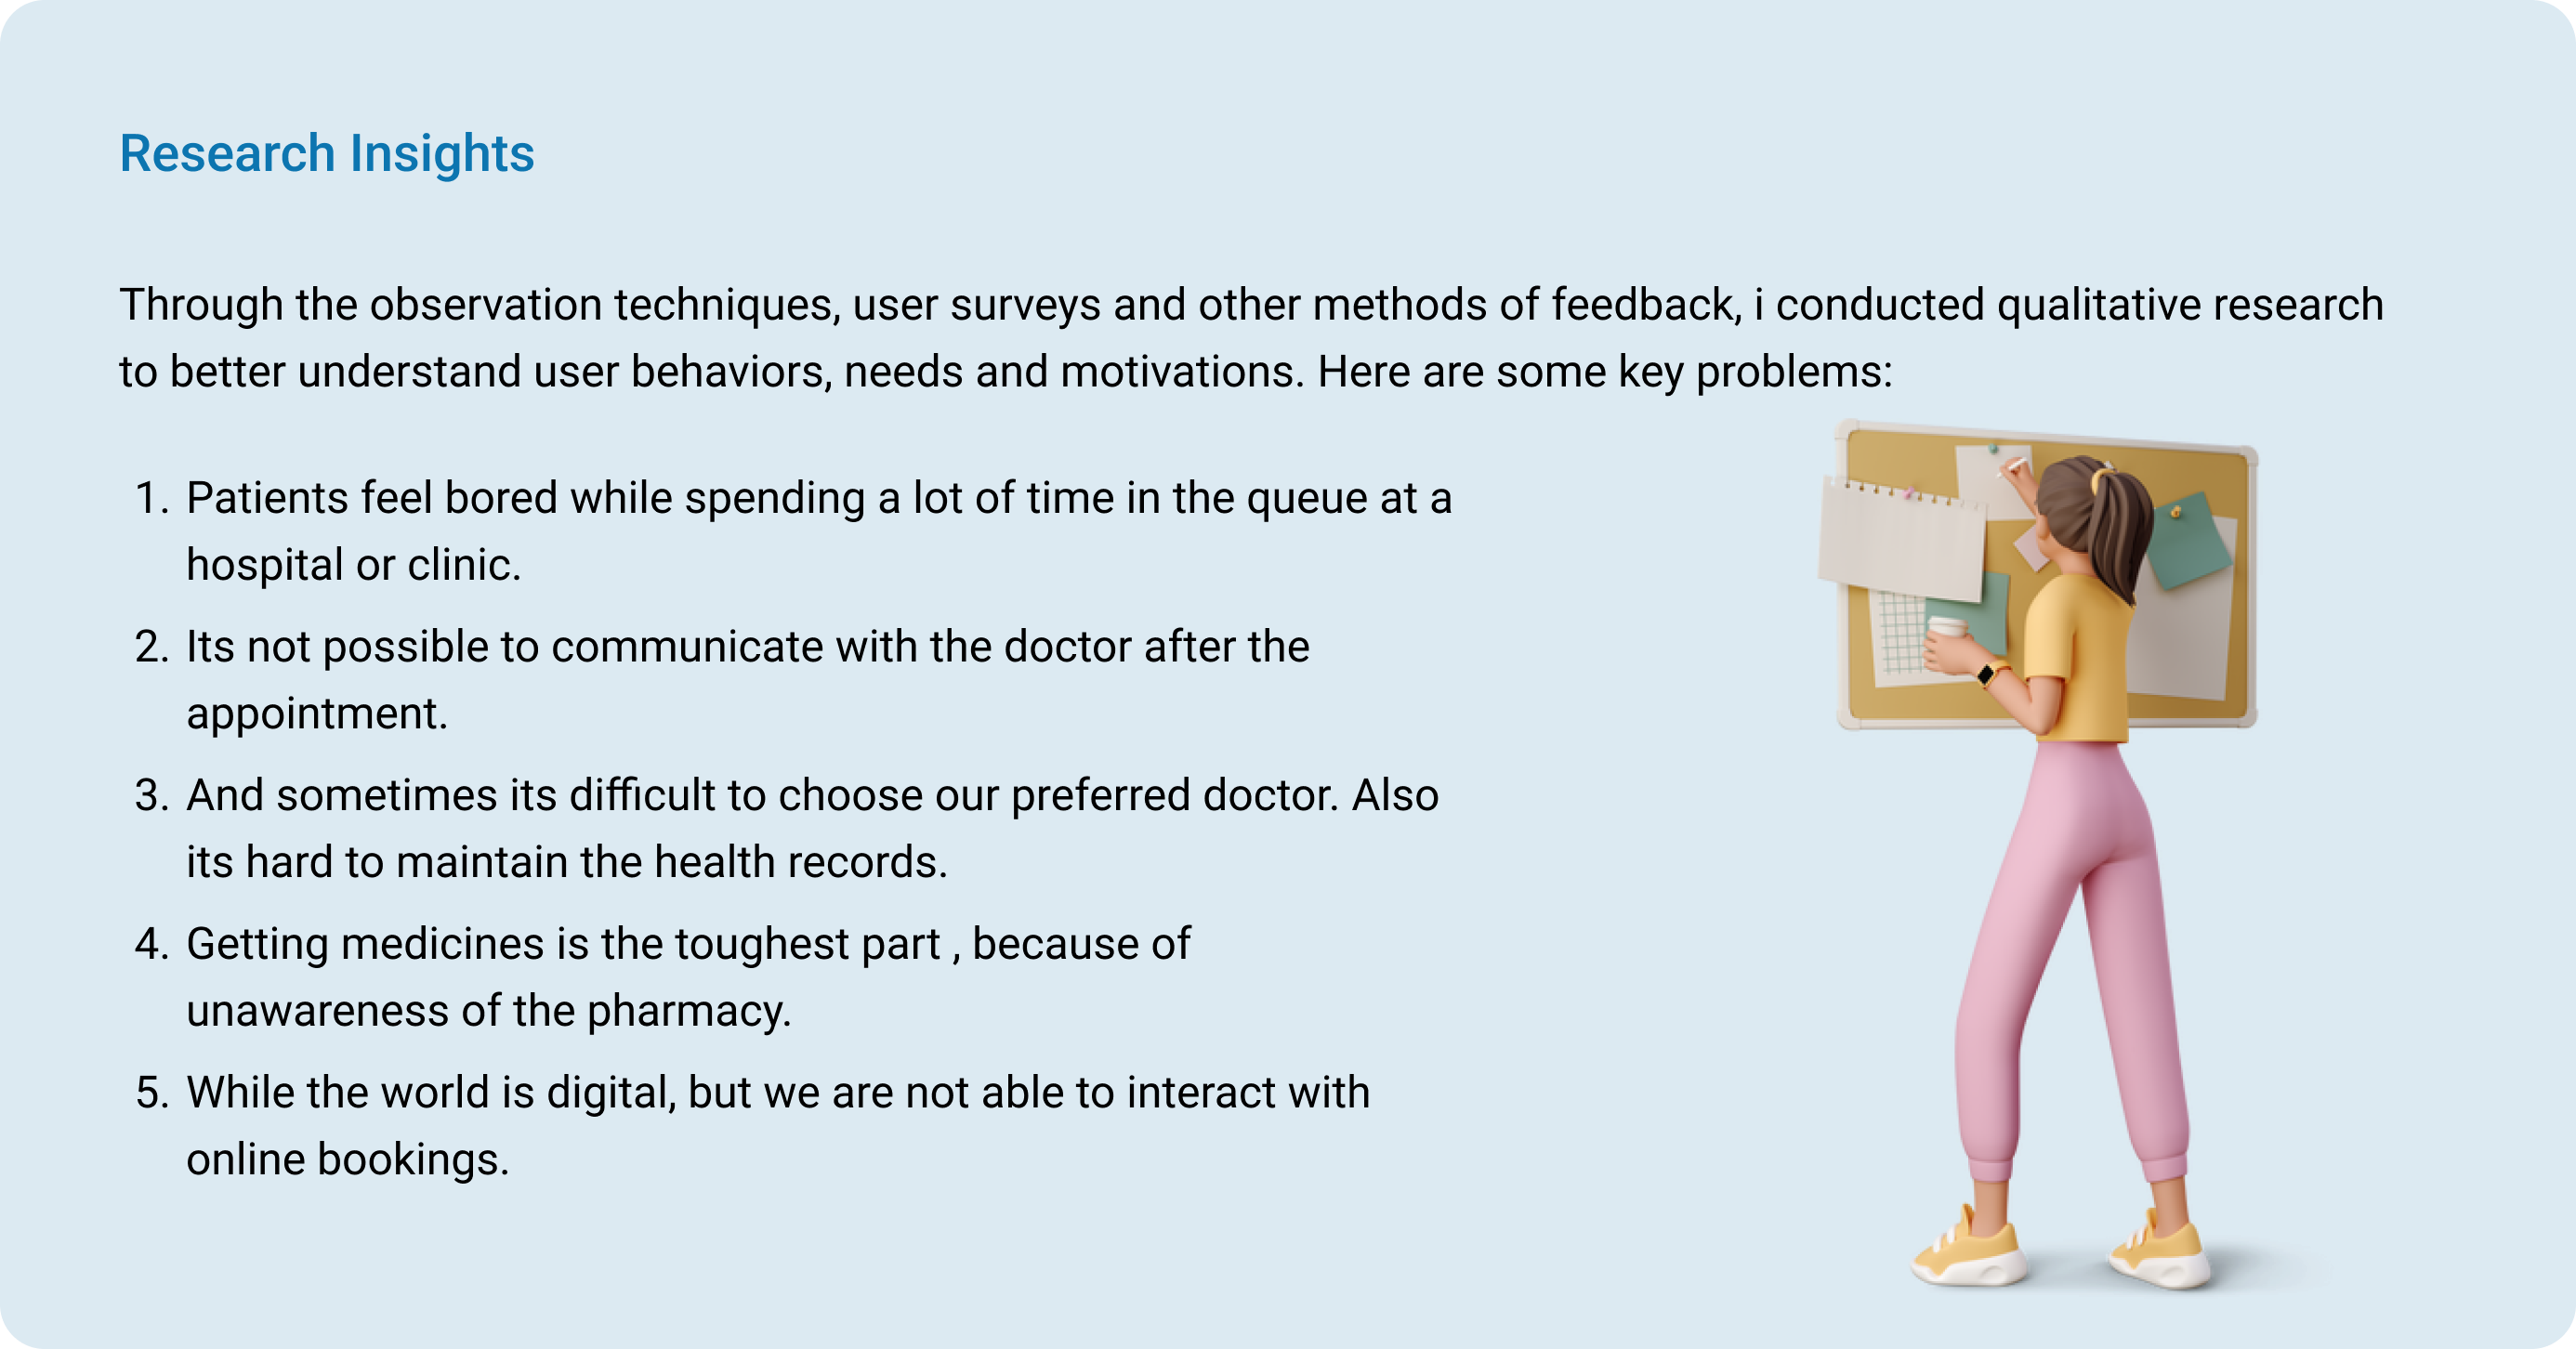 Research Insights
Through the observation techniques, user surveys and other methods of feedback, i conducted qualitative research
to better understand user behaviors, needs and motivations. Here are some key problems:
1. Patients feel bored while spending a lot of time in the queue at a
hospital or clinic.
2. Its not possible to communicate with the doctor after the
appointment.
3. And sometimes its difficult to choose our preferred doctor. Also
its hard to maintain the health records.
4. Getting medicines is the toughest part , because of
unawareness of the pharmacy.
5. While the world is digital, but we are not able to interact with
online bookings.